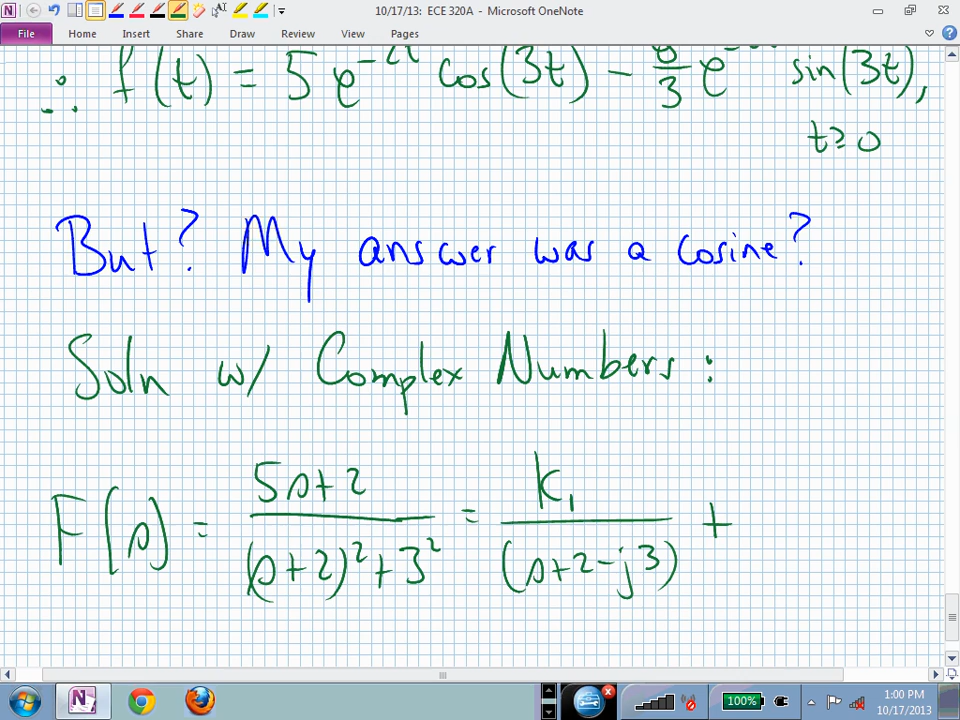 10/17/13: ECE 320A - Microsoft OneNote
File Home Insert Share Draw Review View Pages
∴ f(t) = 5 e cos(3t) - /3 e sin(3t),
t≥0
But? My answer was a cosine?
Soln w/ Complex Numbers:
F(s) = (5s+2)/((s+2)²+3²) = K₁/(s+2-j3) +
100%
1:00 PM
10/17/2013